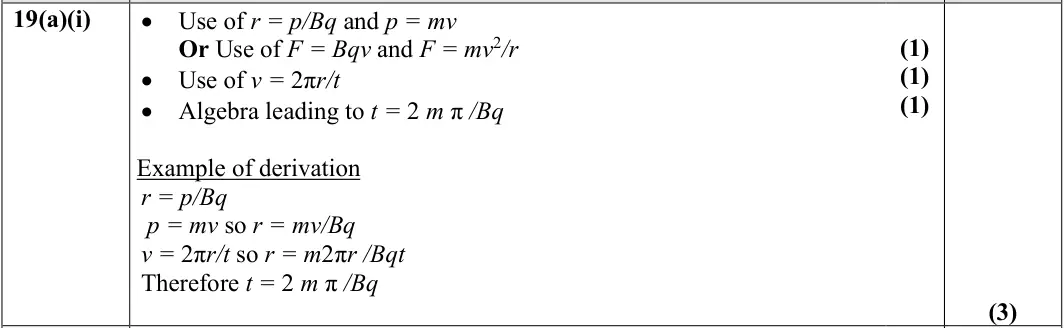 19(a)(i)
• Use of r = p/Bq and p = mv
Or Use of F = Bqv and F = mv²/r (1)
• Use of v = 2πr/t (1)
• Algebra leading to t = 2 m π /Bq (1)
Example of derivation
r = p/Bq
p = mv so r = mv/Bq
v = 2πr/t so r = m2πr /Bqt
Therefore t = 2 m π /Bq
(3)